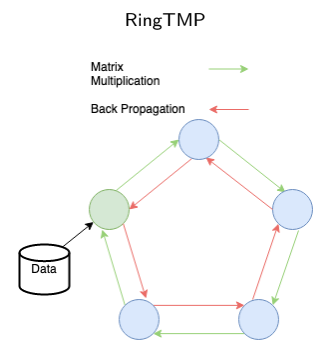 RingTMP
Matrix
Multiplication
Back Propagation
Data